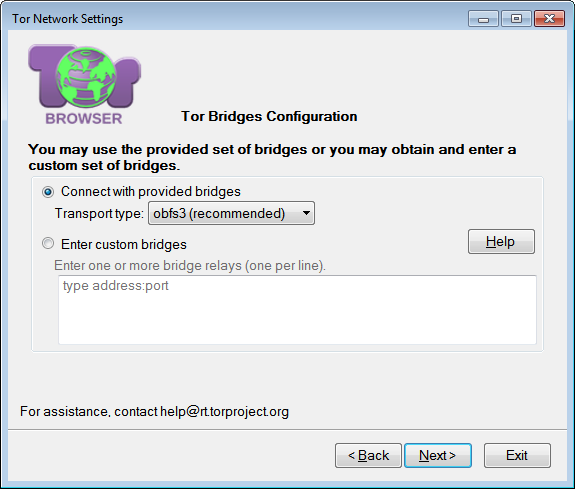 Tor Network Settings
Tor
BROWSER
Tor Bridges Configuration
You may use the provided set of bridges or you may obtain and enter a
custom set of bridges.
Connect with provided bridges
Transport type: obfs3 (recommended)
Enter custom bridges
Help
Enter one or more bridge relays (one per line).
type address:port
For assistance, contact help@rt.torproject.org
< Back Next > Exit